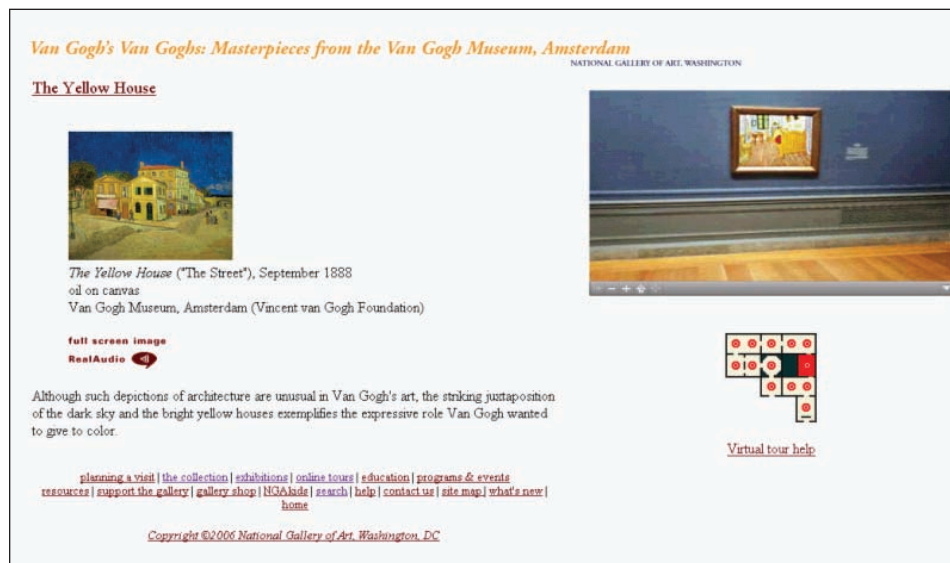 Van Gogh's Van Goghs: Masterpieces from the Van Gogh Museum, Amsterdam
NATIONAL GALLERY OF ART, WASHINGTON
The Yellow House
The Yellow House ("The Street"), September 1888
oil on canvas
Van Gogh Museum, Amsterdam (Vincent van Gogh Foundation)
full screen image
RealAudio
Although such depictions of architecture are unusual in Van Gogh's art, the striking juxtaposition
of the dark sky and the bright yellow houses exemplifies the expressive role Van Gogh wanted
to give to color.
Virtual tour help
planning a visit | the collection | exhibitions | online tours | education | programs & events
resources | support the gallery | gallery shop | NGAkids | search | help | contact us | site map | what's new |
home
Copyright ©2006 National Gallery of Art, Washington, DC